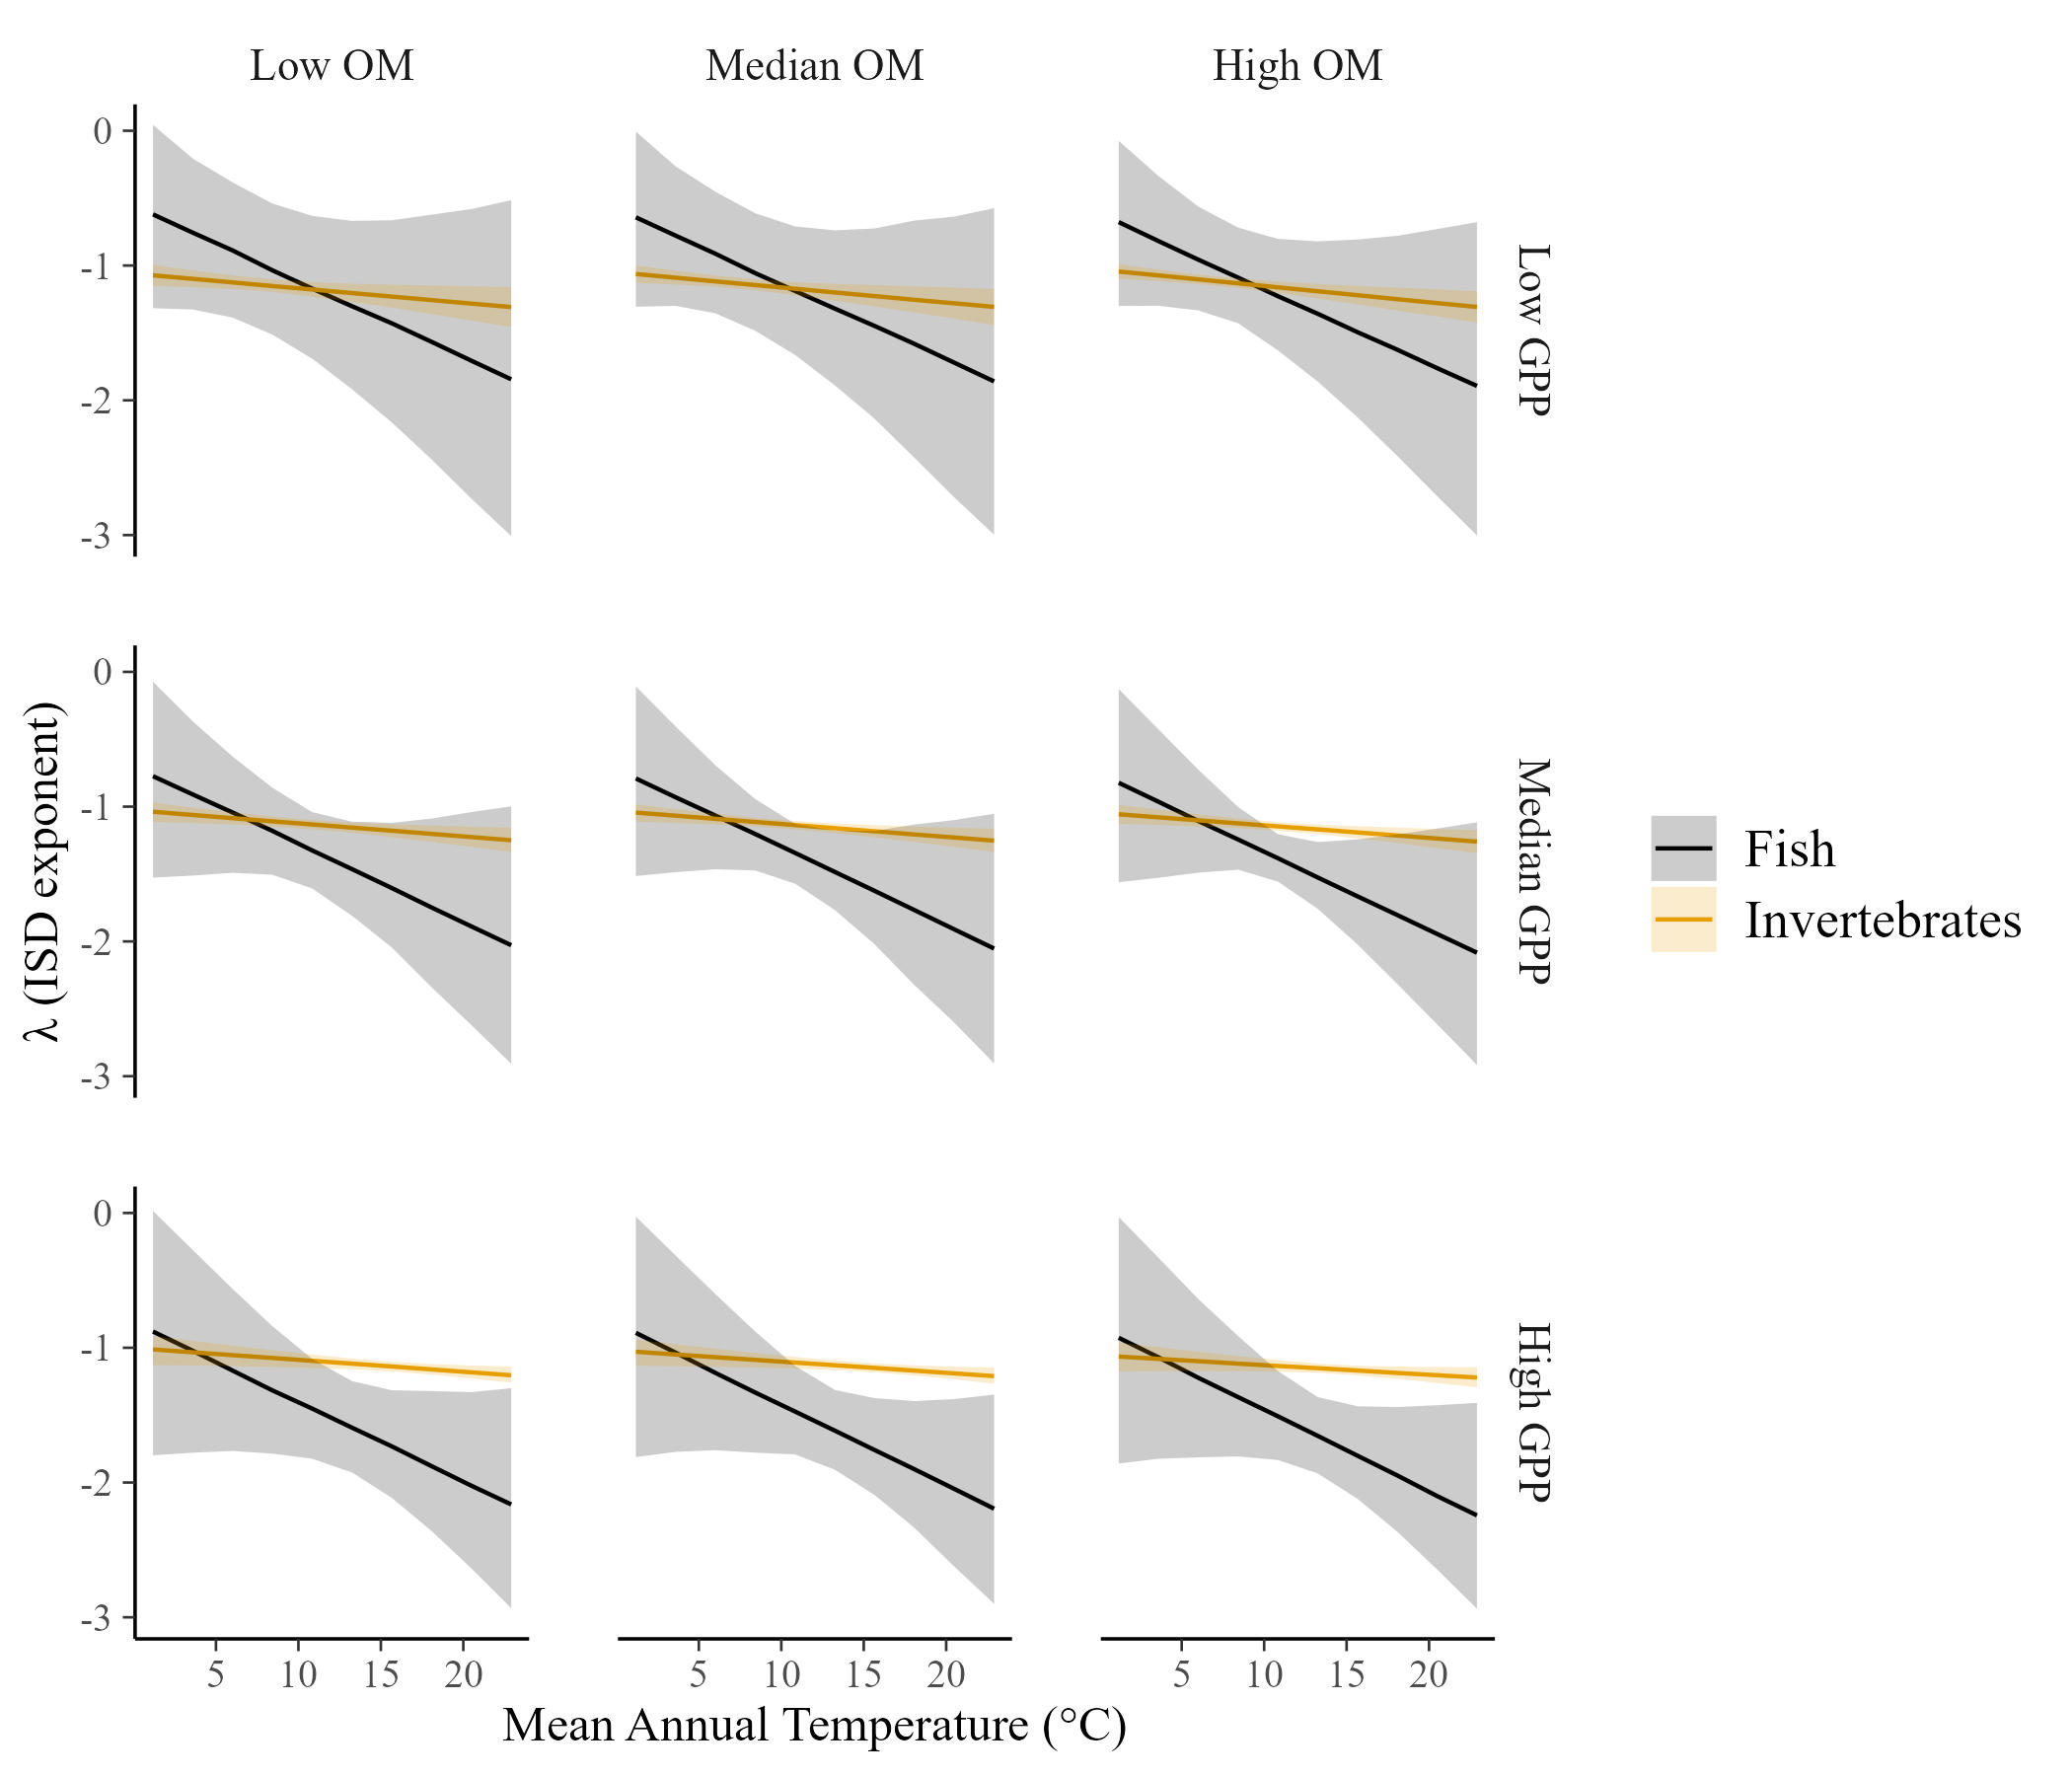 Low OM
Median OM
High OM
0
-1
-2
-3
Low GPP
0
-1
-2
-3
Median GPP
0
-1
-2
-3
High GPP
λ (ISD exponent)
Fish
Invertebrates
5 10 15 20
5 10 15 20
5 10 15 20
Mean Annual Temperature (°C)